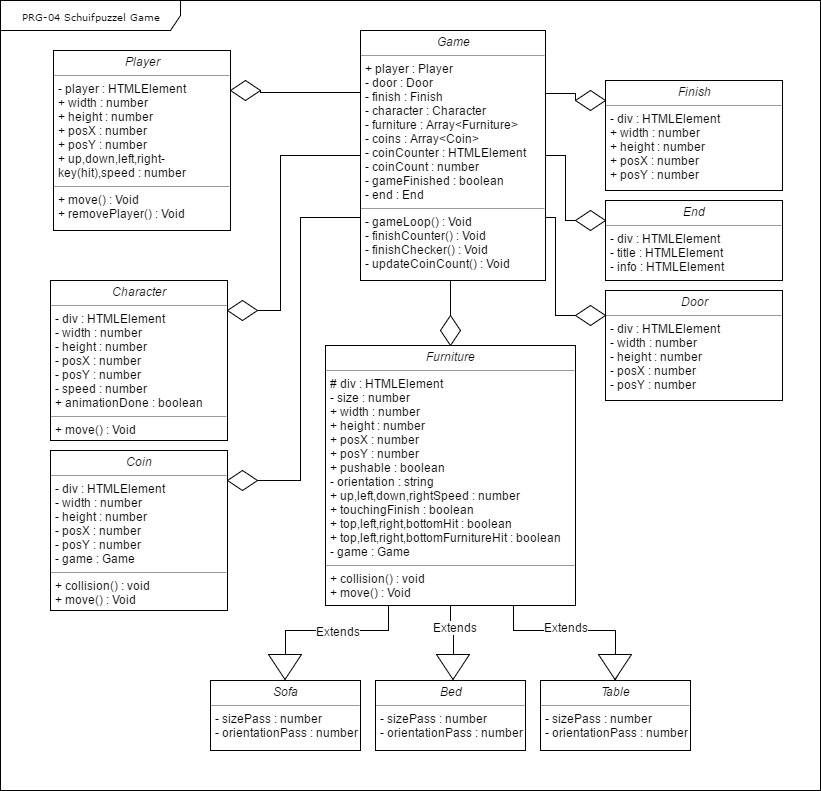 PRG-04 Schuifpuzzel Game
Player
- player : HTMLElement
+ width : number
+ height : number
+ posX : number
+ posY : number
+ up,down,left,right-
key(hit),speed : number
+ move() : Void
+ removePlayer() : Void
Game
+ player : Player
- door : Door
- finish : Finish
- character : Character
- furniture : Array<Furniture>
- coins : Array<Coin>
- coinCounter : HTMLElement
- coinCount : number
- gameFinished : boolean
- end : End
- gameLoop() : Void
- finishCounter() : Void
- finishChecker() : Void
- updateCoinCount() : Void
Finish
- div : HTMLElement
+ width : number
+ height : number
+ posX : number
+ posY : number
End
- div : HTMLElement
- title : HTMLElement
- info : HTMLElement
Door
- div : HTMLElement
- width : number
- height : number
- posX : number
- posY : number
Character
- div : HTMLElement
- width : number
- height : number
- posX : number
- posY : number
- speed : number
+ animationDone : boolean
+ move() : Void
Coin
- div : HTMLElement
- width : number
- height : number
- posX : number
- posY : number
- game : Game
+ collision() : void
+ move() : Void
Furniture
# div : HTMLElement
- size : number
+ width : number
+ height : number
+ posX : number
+ posY : number
+ pushable : boolean
- orientation : string
+ up,left,down,rightSpeed : number
+ touchingFinish : boolean
+ top,left,right,bottomHit : boolean
+ top,left,right,bottomFurnitureHit : boolean
- game : Game
+ collision() : void
+ move() : Void
Extends
Extends
Extends
Sofa
- sizePass : number
- orientationPass : number
Bed
- sizePass : number
- orientationPass : number
Table
- sizePass : number
- orientationPass : number